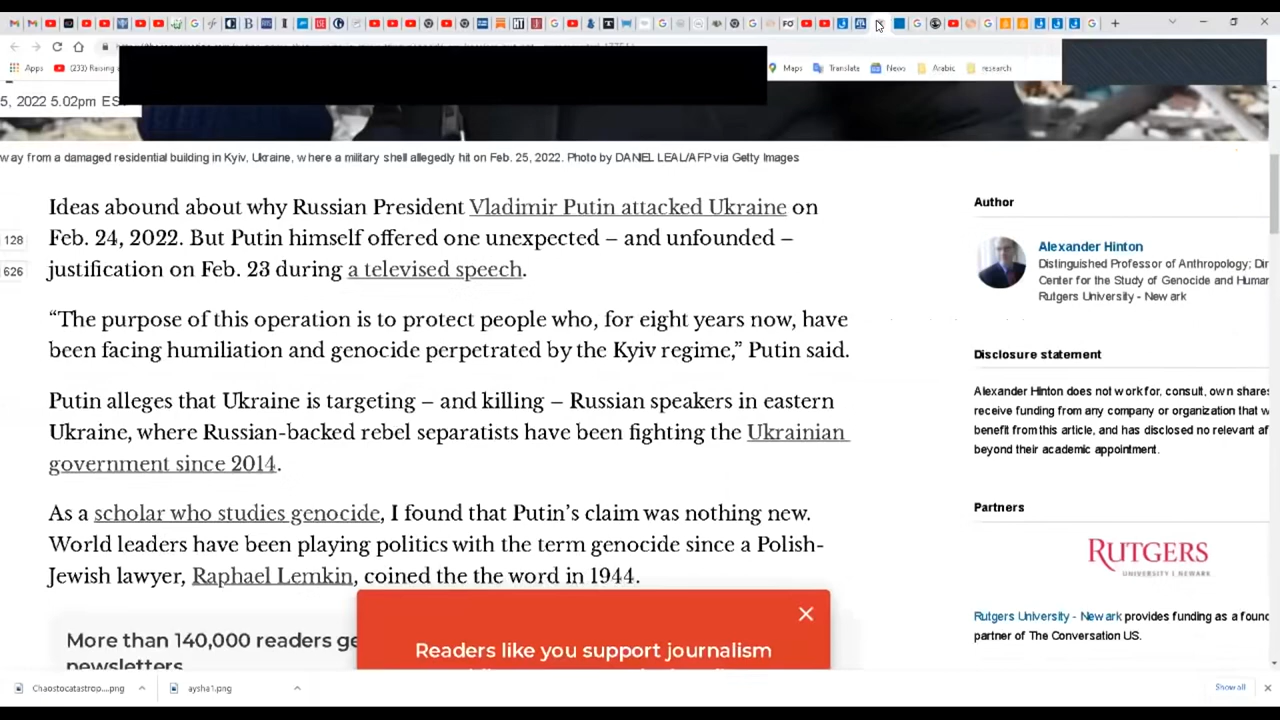 Apps
(233) Raising a
Maps
Translate
News
Arabic
research
5, 2022 5.02pm ES
way from a damaged residential building in Kyiv, Ukraine, where a military shell allegedly hit on Feb. 25, 2022. Photo by DANIEL LEAL/AFP via Getty Images
128
626
Ideas abound about why Russian President Vladimir Putin attacked Ukraine on
Feb. 24, 2022. But Putin himself offered one unexpected – and unfounded –
justification on Feb. 23 during a televised speech.
“The purpose of this operation is to protect people who, for eight years now, have
been facing humiliation and genocide perpetrated by the Kyiv regime,” Putin said.
Putin alleges that Ukraine is targeting – and killing – Russian speakers in eastern
Ukraine, where Russian-backed rebel separatists have been fighting the Ukrainian
government since 2014.
As a scholar who studies genocide, I found that Putin’s claim was nothing new.
World leaders have been playing politics with the term genocide since a Polish-
Jewish lawyer, Raphael Lemkin, coined the the word in 1944.
More than 140,000 readers ge
newsletters
Readers like you support journalism
Author
Alexander Hinton
Distinguished Professor of Anthropology; Dir
Center for the Study of Genocide and Human
Rutgers University - Newark
Disclosure statement
Alexander Hinton does not work for, consult, own shares
receive funding from any company or organization that w
benefit from this article, and has disclosed no relevant af
beyond their academic appointment.
Partners
RUTGERS
UNIVERSITY | NEWARK
Rutgers University - Newark provides funding as a found
partner of The Conversation US.
Chaostocatastrop....png
aysha1.png
Show all